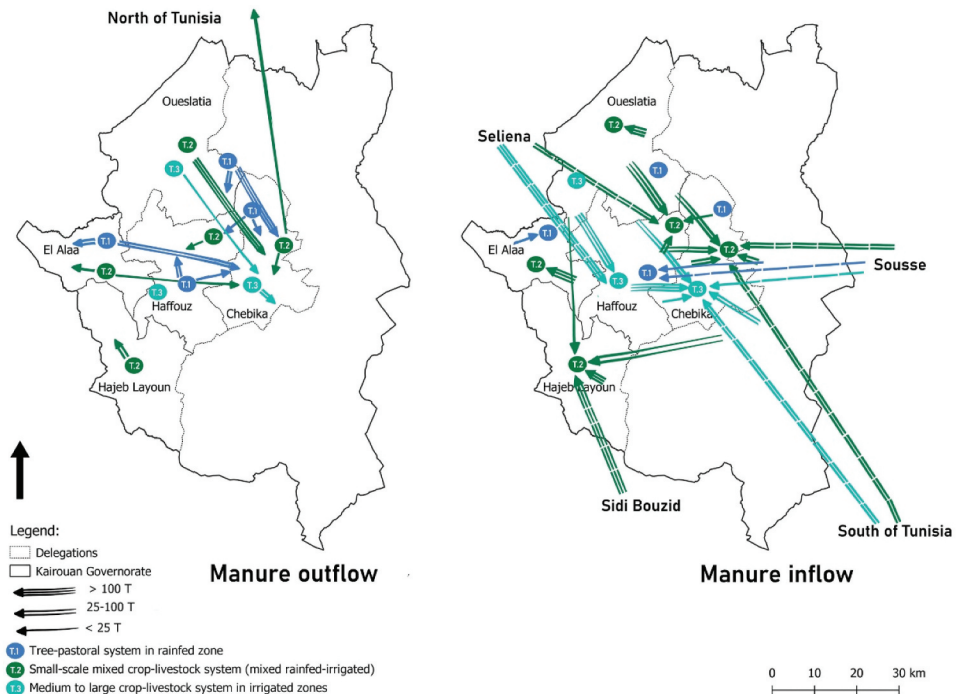 North of Tunisia
Oueslatia
T.2
T.3
T.1
T.1
T.2
T.2
El Alaa
T.1
T.2
T.3
T.1
T.3
Haffouz
Chebika
T.2
Hajeb Layoun
Manure outflow
Oueslatia
T.2
Seliena
T.3
T.1
T.1
T.2
El Alaa
T.1
T.2
T.2
Sousse
T.3
T.1
T.3
Haffouz
Chebika
T.2
Hajeb Layoun
Sidi Bouzid
South of Tunisia
Manure inflow
Legend:
Delegations
Kairouan Governorate
> 100 T
25-100 T
< 25 T
T.1 Tree-pastoral system in rainfed zone
T.2 Small-scale mixed crop-livestock system (mixed rainfed-irrigated)
T.3 Medium to large crop-livestock system in irrigated zones
0 10 20 30 km